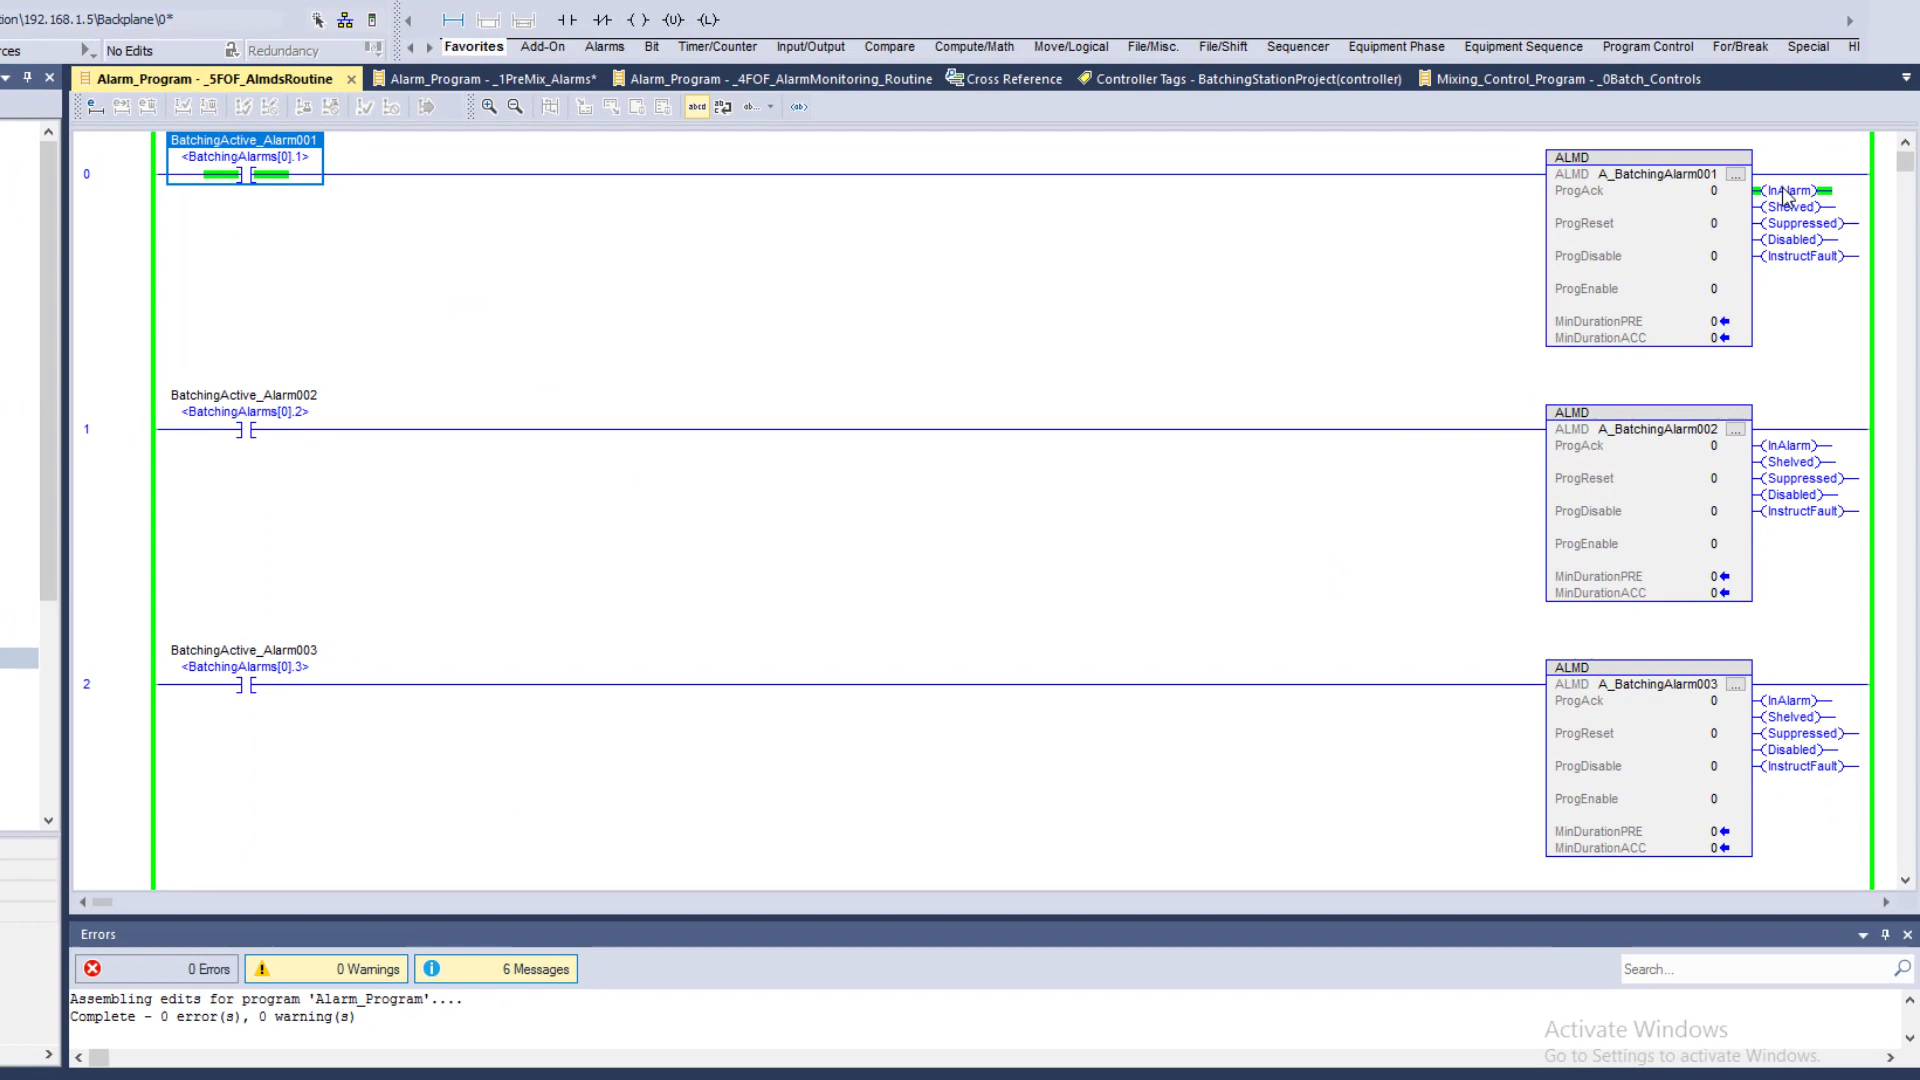 tion\192.168.1.5\Backplane\0*
rces No Edits Redundancy
Favorites Add-On Alarms Bit Timer/Counter Input/Output Compare Compute/Math Move/Logical File/Misc. File/Shift Sequencer Equipment Phase Equipment Sequence Program Control For/Break Special HI
Alarm_Program - _5FOF_AlmdsRoutine Alarm_Program - _1PreMix_Alarms* Alarm_Program - _4FOF_AlarmMonitoring_Routine Cross Reference Controller Tags - BatchingStationProject(controller) Mixing_Control_Program - _0Batch_Controls
BatchingActive_Alarm001
<BatchingAlarms[0].1>
0
ALMD
ALMD A_BatchingAlarm001 ...
ProgAck 0 (InAlarm)
(Shelved)
ProgReset 0 (Suppressed)
(Disabled)
ProgDisable 0 (InstructFault)
ProgEnable 0
MinDurationPRE 0
MinDurationACC 0
BatchingActive_Alarm002
<BatchingAlarms[0].2>
1
ALMD
ALMD A_BatchingAlarm002 ...
ProgAck 0 (InAlarm)
(Shelved)
ProgReset 0 (Suppressed)
(Disabled)
ProgDisable 0 (InstructFault)
ProgEnable 0
MinDurationPRE 0
MinDurationACC 0
BatchingActive_Alarm003
<BatchingAlarms[0].3>
2
ALMD
ALMD A_BatchingAlarm003 ...
ProgAck 0 (InAlarm)
(Shelved)
ProgReset 0 (Suppressed)
(Disabled)
ProgDisable 0 (InstructFault)
ProgEnable 0
MinDurationPRE 0
MinDurationACC 0
Errors
0 Errors 0 Warnings 6 Messages Search...
Assembling edits for program 'Alarm_Program'....
Complete - 0 error(s), 0 warning(s)
Activate Windows
Go to Settings to activate Windows.